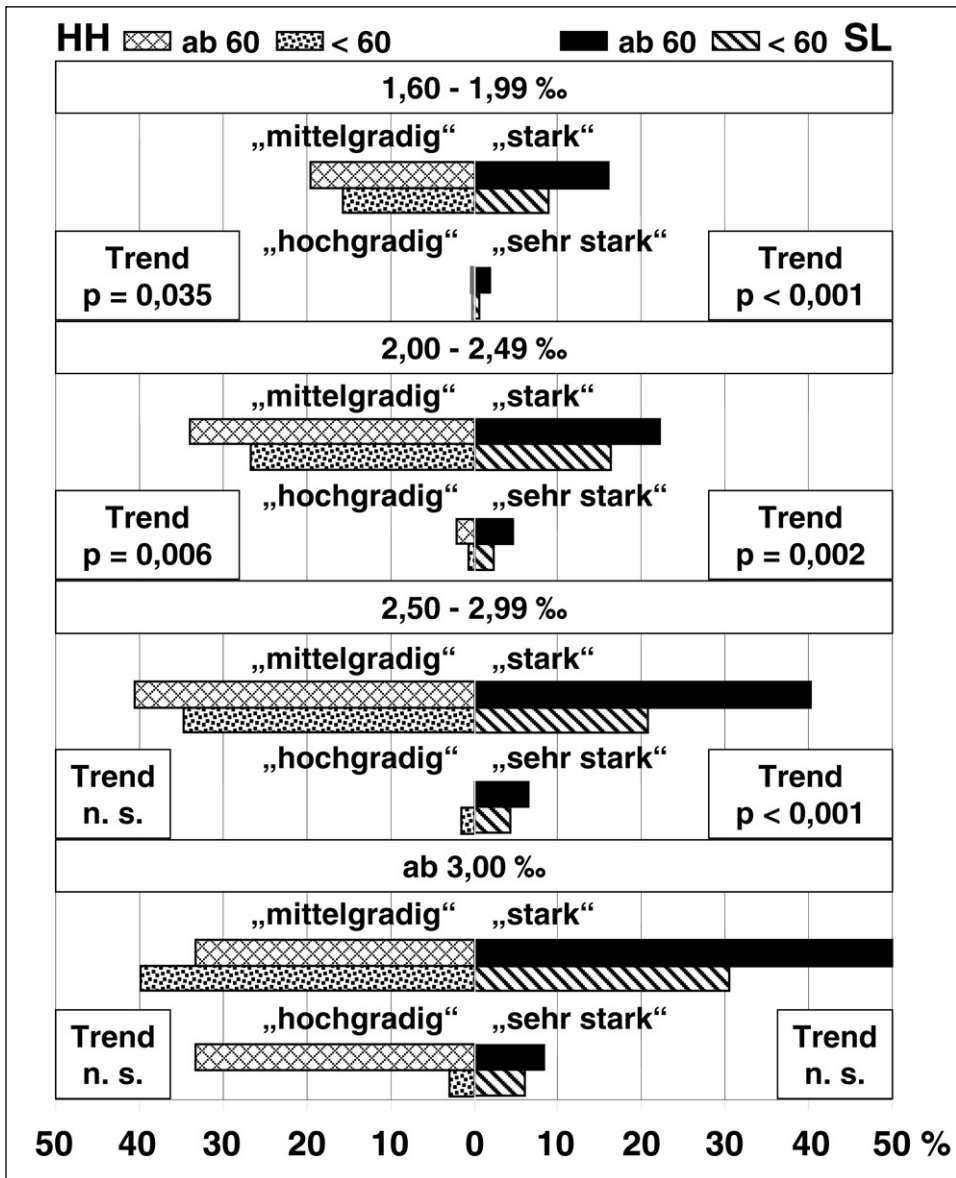 HH ab 60 < 60 ab 60 < 60 SL
1,60 - 1,99 ‰
„mittelgradig“ „stark“
„hochgradig“ „sehr stark“
Trend
p = 0,035
Trend
p < 0,001
2,00 - 2,49 ‰
„mittelgradig“ „stark“
„hochgradig“ „sehr stark“
Trend
p = 0,006
Trend
p = 0,002
2,50 - 2,99 ‰
„mittelgradig“ „stark“
„hochgradig“ „sehr stark“
Trend
n. s.
Trend
p < 0,001
ab 3,00 ‰
„mittelgradig“ „stark“
„hochgradig“ „sehr stark“
Trend
n. s.
Trend
n. s.
50 40 30 20 10 0 10 20 30 40 50 %